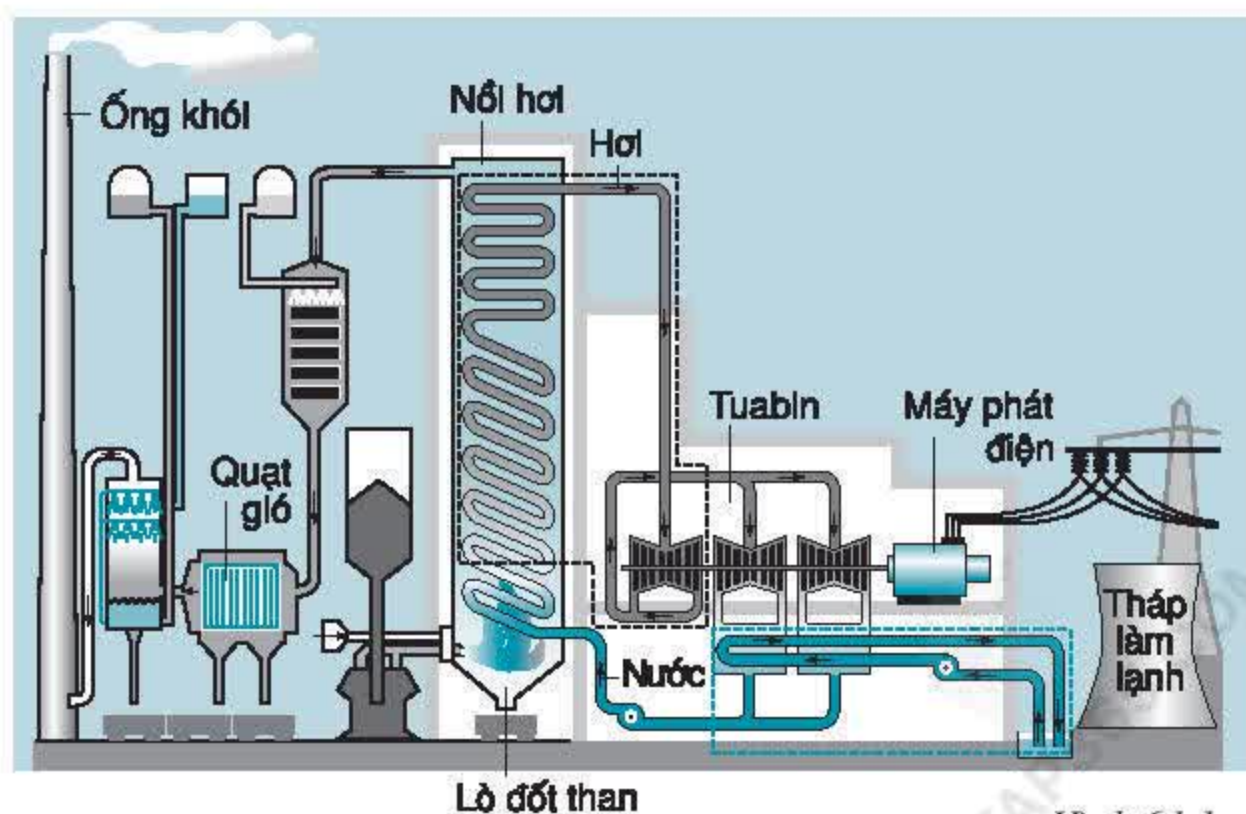 Ống khói
Nồi hơi
Hơi
Tuabin
Máy phát
điện
Quạt
gió
Tháp
làm
lạnh
Nước
Lò đốt than